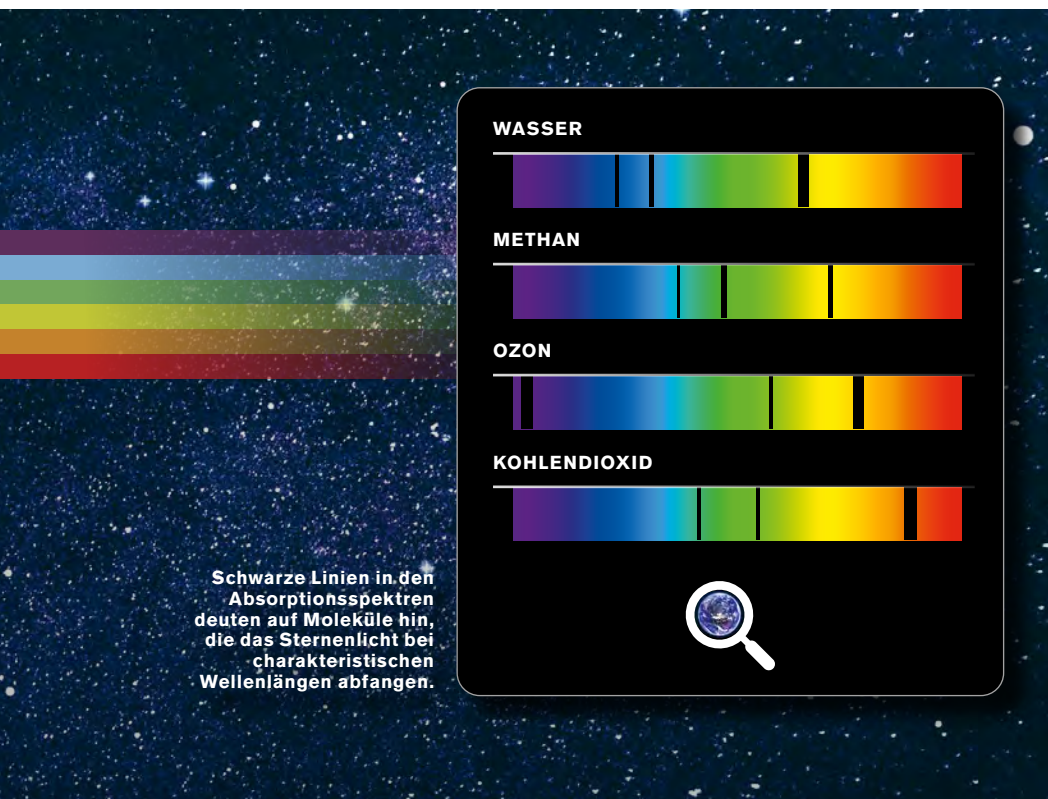 WASSER
METHAN
OZON
KOHLENDIOXID
Schwarze Linien in den
Absorptionsspektren
deuten auf Moleküle hin,
die das Sternenlicht bei
charakteristischen
Wellenlängen abfangen.